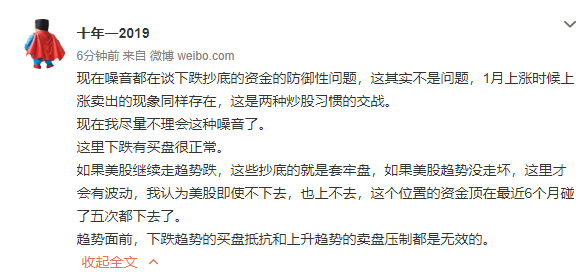 十年一2019
6分钟前 来自 微博 weibo.com
现在噪音都在谈下跌抄底的资金的防御性问题，这其实不是问题，1月上涨时候上
涨卖出的现象同样存在，这是两种炒股习惯的交战。
现在我尽量不理会这种噪音了。
这里下跌有买盘很正常。
如果美股继续走趋势跌，这些抄底的就是套牢盘，如果美股趋势没走坏，这里才
会有波动，我认为美股即使不下去，也上不去，这个位置的资金顶在最近6个月碰
了五次都下去了。
趋势面前，下跌趋势的买盘抵抗和上升趋势的卖盘压制都是无效的。
收起全文